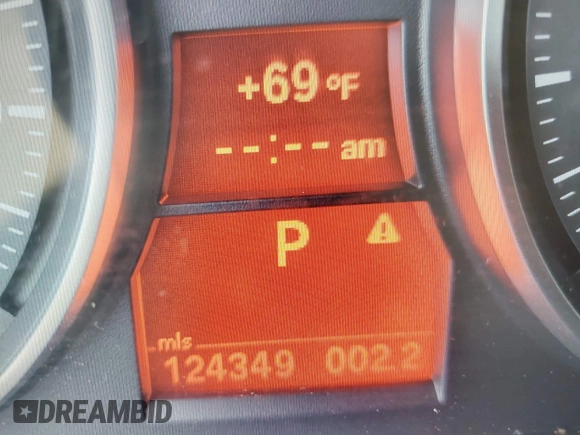 +69 °F
--:-- am
P
mls
124349 002.2
DREAMBID